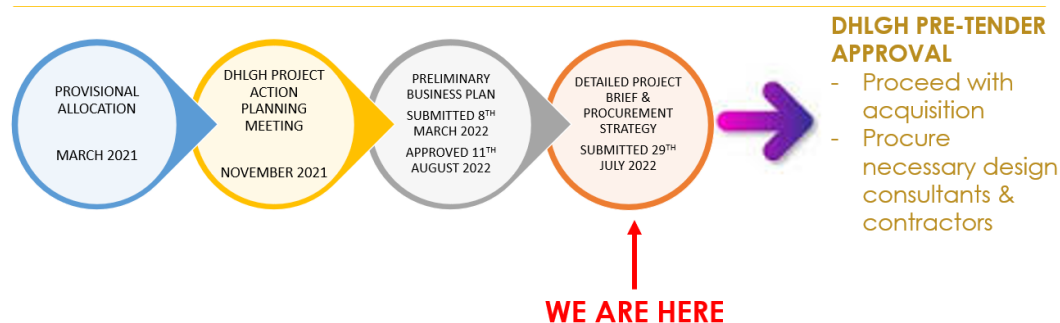 PROVISIONAL
ALLOCATION
MARCH 2021
DHLGH PROJECT
ACTION
PLANNING
MEETING
NOVEMBER 2021
PRELIMINARY
BUSINESS PLAN
SUBMITTED 8TH
MARCH 2022
APPROVED 11TH
AUGUST 2022
DETAILED PROJECT
BRIEF &
PROCUREMENT
STRATEGY
SUBMITTED 29TH
JULY 2022
DHLGH PRE-TENDER
APPROVAL
- Proceed with
acquisition
- Procure
necessary design
consultants &
contractors
WE ARE HERE